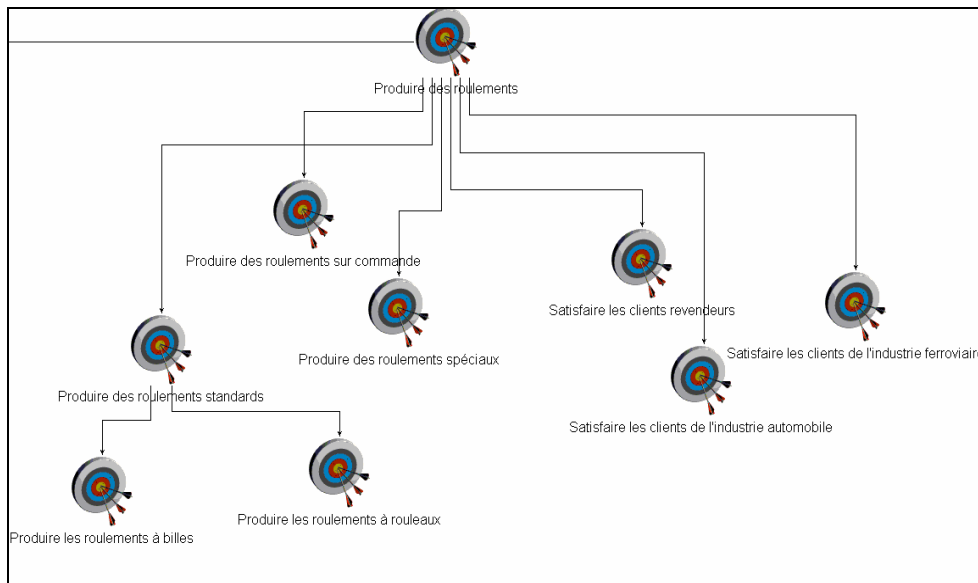 Produire des roulements
Produire des roulements sur commande
Satisfaire les clients revendeurs
Produire des roulements spéciaux
Satisfaire les clients de l'industrie ferroviaire
Produire des roulements standards
Satisfaire les clients de l'industrie automobile
Produire les roulements à rouleaux
Produire les roulements à billes